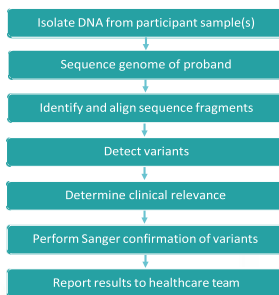 Isolate DNA from participant sample(s)
Sequence genome of proband
Identify and align sequence fragments
Detect variants
Determine clinical relevance
Perform Sanger confirmation of variants
Report results to healthcare team